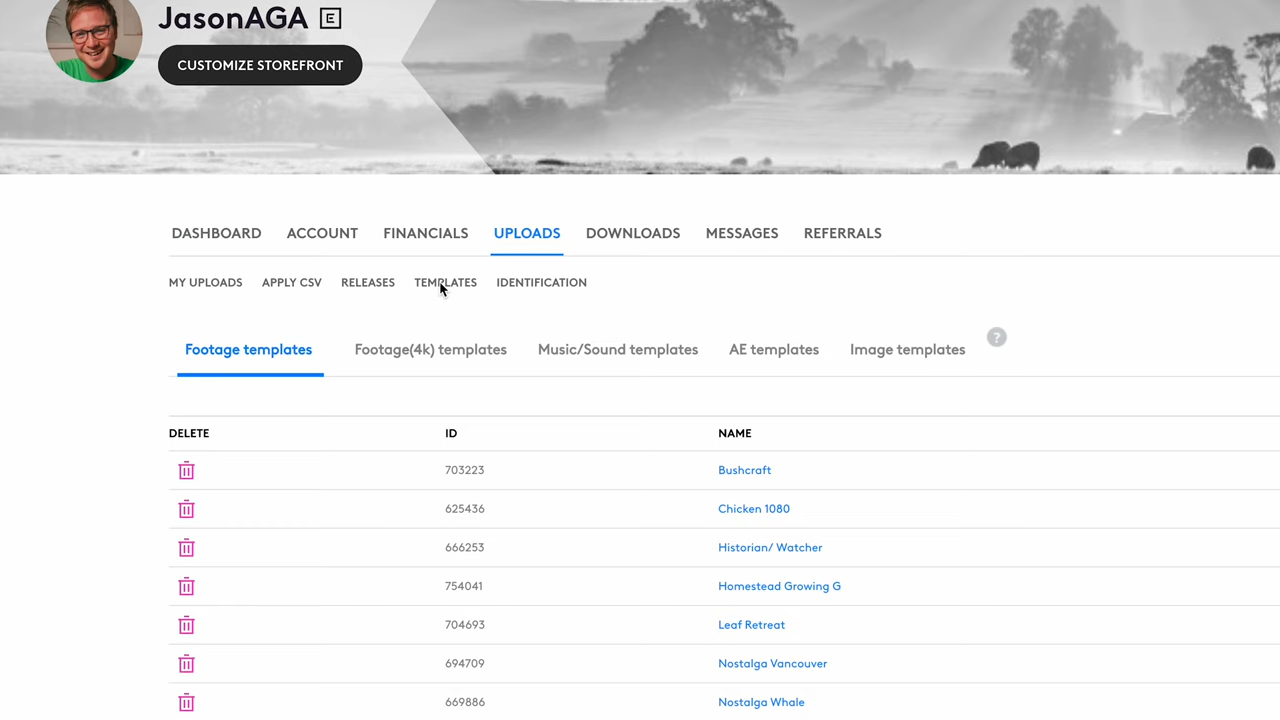 JasonAGA E
CUSTOMIZE STOREFRONT
DASHBOARD ACCOUNT FINANCIALS UPLOADS DOWNLOADS MESSAGES REFERRALS
MY UPLOADS APPLY CSV RELEASES TEMPLATES IDENTIFICATION
Footage templates Footage(4k) templates Music/Sound templates AE templates Image templates ?
DELETE ID NAME
703223 Bushcraft
625436 Chicken 1080
666253 Historian/ Watcher
754041 Homestead Growing G
704693 Leaf Retreat
694709 Nostalga Vancouver
669886 Nostalga Whale